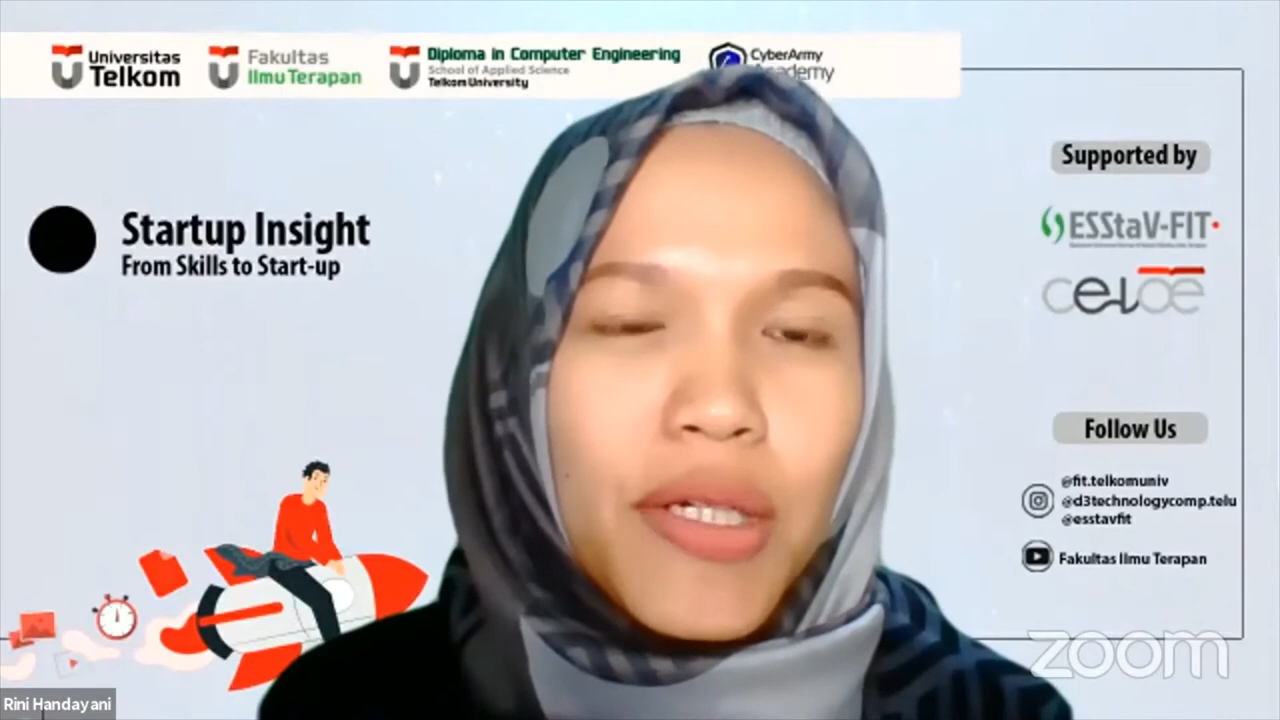 Universitas
Telkom
Fakultas
Ilmu Terapan
Diploma in Computer Engineering
School of Applied Science
Telkom University
CyberArmy
Academy
Startup Insight
From Skills to Start-up
Supported by
ESStaV-FIT
celoe
Follow Us
@fit.telkomuniv
@d3technologycomp.telu
@esstavfit
Fakultas Ilmu Terapan
zoom
Rini Handayani